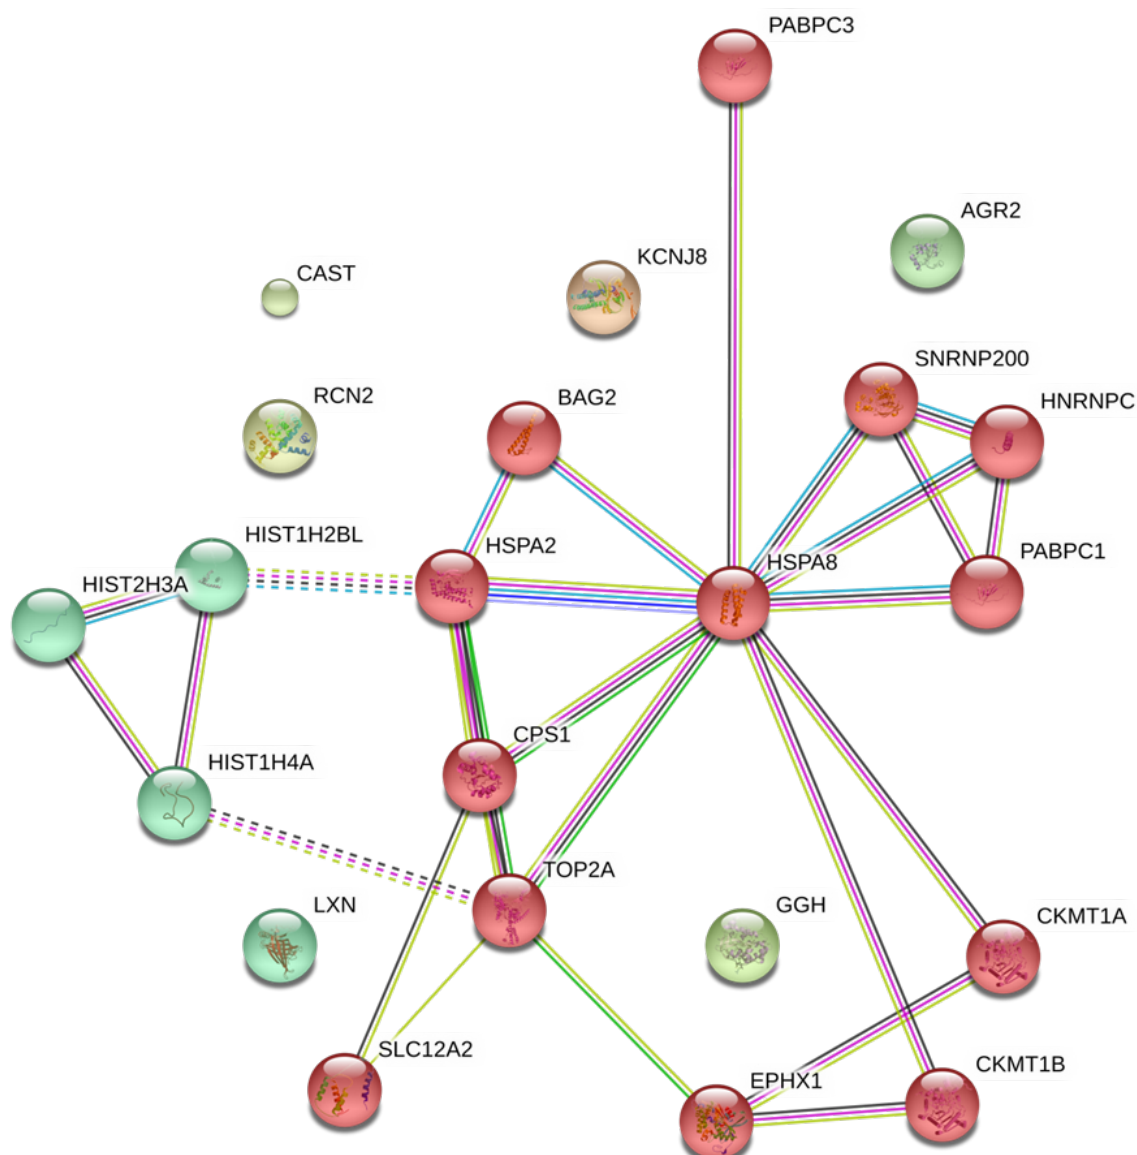 PABPC3
AGR2
KCNJ8
CAST
SNRNP200
RCN2
BAG2
HNRNPC
HIST1H2BL
HSPA2
PABPC1
HSPA8
HIST2H3A
CPS1
HIST1H4A
TOP2A
LXN
GGH
CKMT1A
SLC12A2
CKMT1B
EPHX1